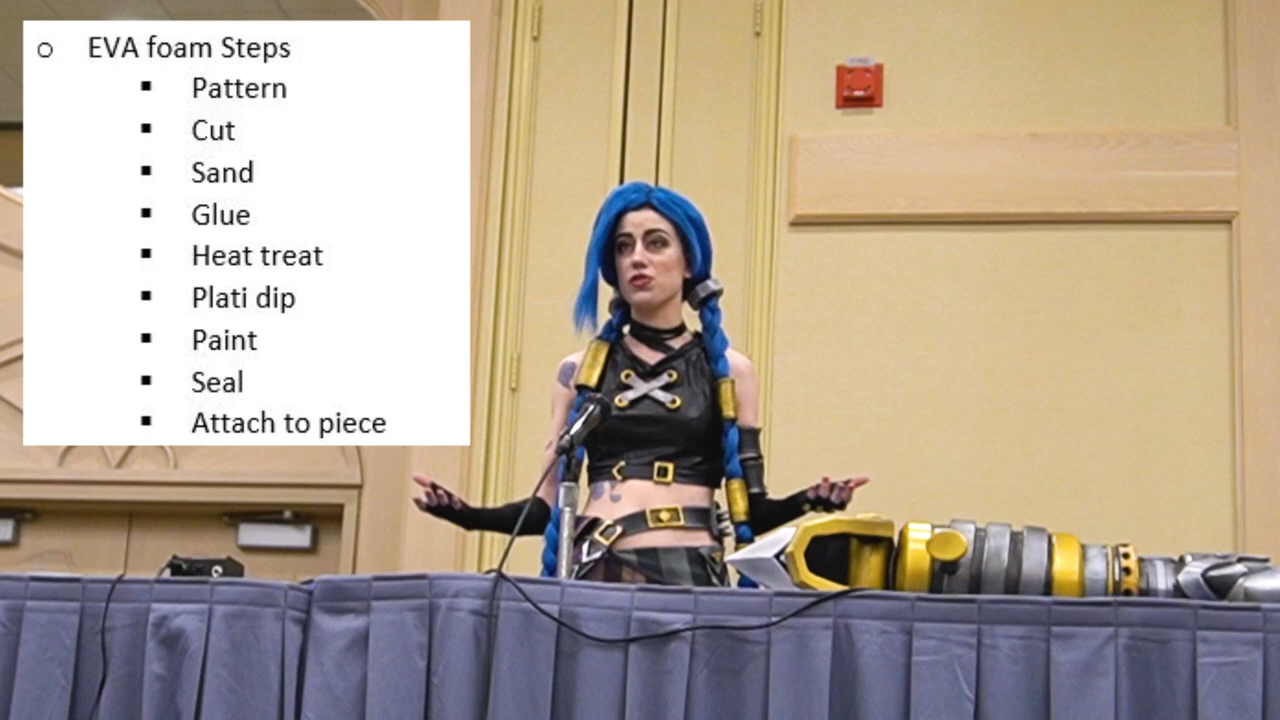 EVA foam Steps
Pattern
Cut
Sand
Glue
Heat treat
Plati dip
Paint
Seal
Attach to piece